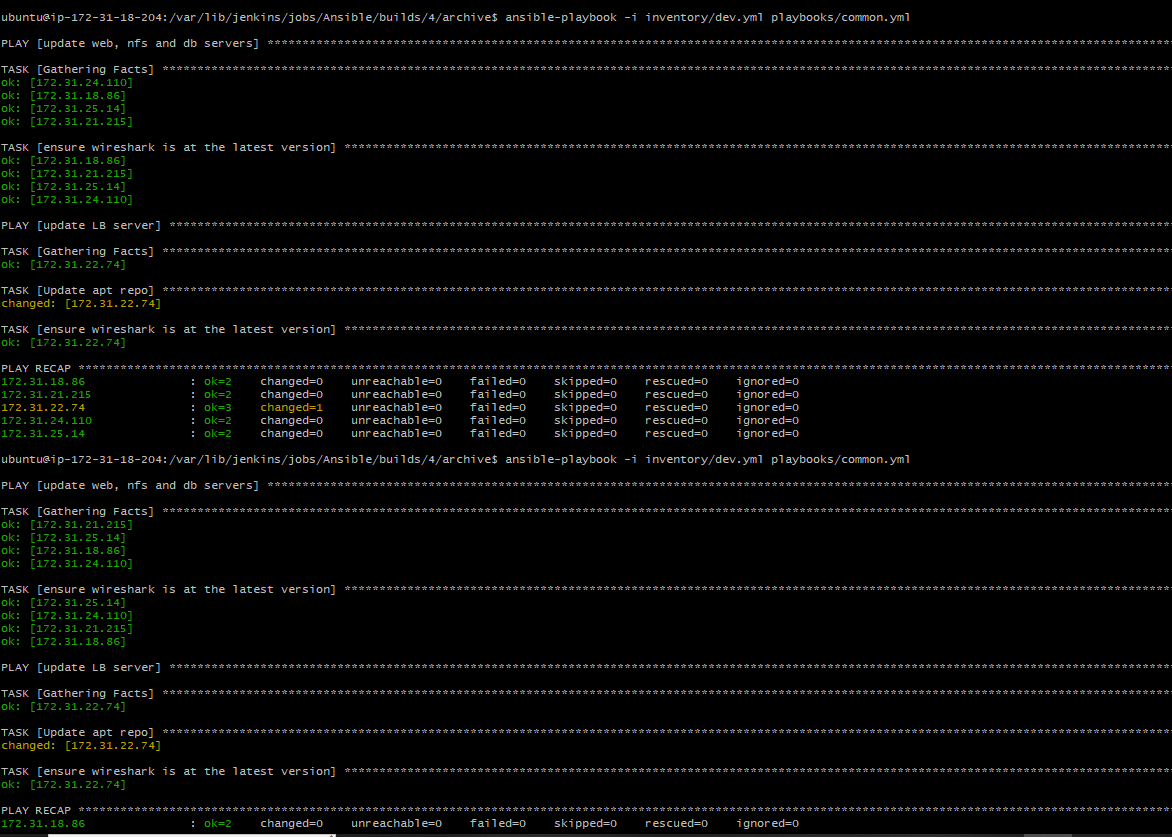 ubuntu@ip-172-31-18-204:/var/lib/jenkins/jobs/Ansible/builds/4/archive$ ansible-playbook -i inventory/dev.yml playbooks/common.yml
PLAY [update web, nfs and db servers] ******************************************************************************************************************************
TASK [Gathering Facts] *********************************************************************************************************************************************
ok: [172.31.24.110]
ok: [172.31.18.86]
ok: [172.31.25.14]
ok: [172.31.21.215]
TASK [ensure wireshark is at the latest version] *******************************************************************************************************************
ok: [172.31.18.86]
ok: [172.31.21.215]
ok: [172.31.25.14]
ok: [172.31.24.110]
PLAY [update LB server] ********************************************************************************************************************************************
TASK [Gathering Facts] *********************************************************************************************************************************************
ok: [172.31.22.74]
TASK [Update apt repo] *********************************************************************************************************************************************
changed: [172.31.22.74]
TASK [ensure wireshark is at the latest version] *******************************************************************************************************************
ok: [172.31.22.74]
PLAY RECAP *********************************************************************************************************************************************************
172.31.18.86 : ok=2 changed=0 unreachable=0 failed=0 skipped=0 rescued=0 ignored=0
172.31.21.215 : ok=2 changed=0 unreachable=0 failed=0 skipped=0 rescued=0 ignored=0
172.31.22.74 : ok=3 changed=1 unreachable=0 failed=0 skipped=0 rescued=0 ignored=0
172.31.24.110 : ok=2 changed=0 unreachable=0 failed=0 skipped=0 rescued=0 ignored=0
172.31.25.14 : ok=2 changed=0 unreachable=0 failed=0 skipped=0 rescued=0 ignored=0
ubuntu@ip-172-31-18-204:/var/lib/jenkins/jobs/Ansible/builds/4/archive$ ansible-playbook -i inventory/dev.yml playbooks/common.yml
PLAY [update web, nfs and db servers] ******************************************************************************************************************************
TASK [Gathering Facts] *********************************************************************************************************************************************
ok: [172.31.21.215]
ok: [172.31.25.14]
ok: [172.31.18.86]
ok: [172.31.24.110]
TASK [ensure wireshark is at the latest version] *******************************************************************************************************************
ok: [172.31.25.14]
ok: [172.31.24.110]
ok: [172.31.21.215]
ok: [172.31.18.86]
PLAY [update LB server] ********************************************************************************************************************************************
TASK [Gathering Facts] *********************************************************************************************************************************************
ok: [172.31.22.74]
TASK [Update apt repo] *********************************************************************************************************************************************
changed: [172.31.22.74]
TASK [ensure wireshark is at the latest version] *******************************************************************************************************************
ok: [172.31.22.74]
PLAY RECAP *********************************************************************************************************************************************************
172.31.18.86 : ok=2 changed=0 unreachable=0 failed=0 skipped=0 rescued=0 ignored=0